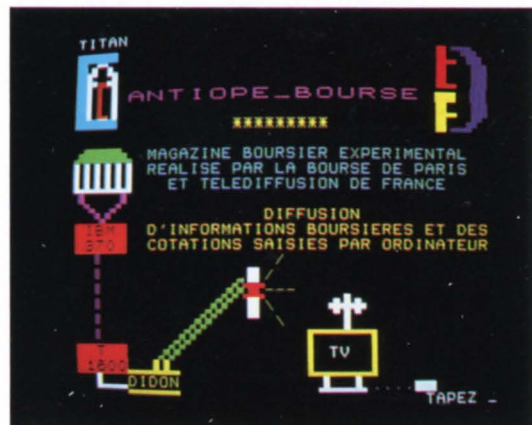 TITAN
ANTIOPE_BOURSE
*********
MAGAZINE BOURSIER EXPERIMENTAL
REALISE PAR LA BOURSE DE PARIS
ET TELEDIFFUSION DE FRANCE
DIFFUSION
D'INFORMATIONS BOURSIERES ET DES
COTATIONS SAISIES PAR ORDINATEUR
IBM
370
TV
T
1600
DIDON
TAPEZ _